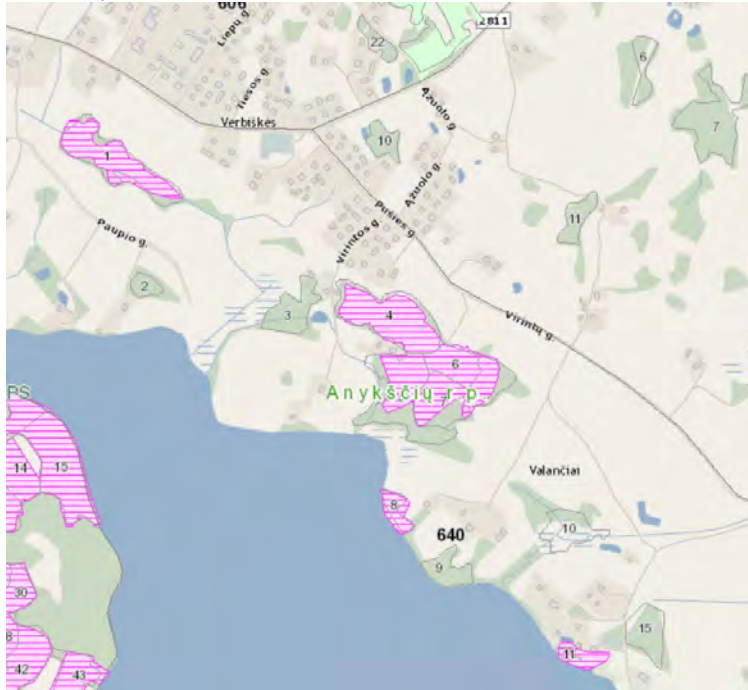 606
Liepų g.
22
2811
6
Tiesos g.
Ąžuolo g.
7
Verbiškės
10
1
Ąžuolo g.
Pušies g.
11
Paupio g.
Virintos g.
2
3
4
Virintų g.
6
PS
Anykščių r.p.
14
15
Valančiai
8
10
640
9
30
15
8
11
42
43